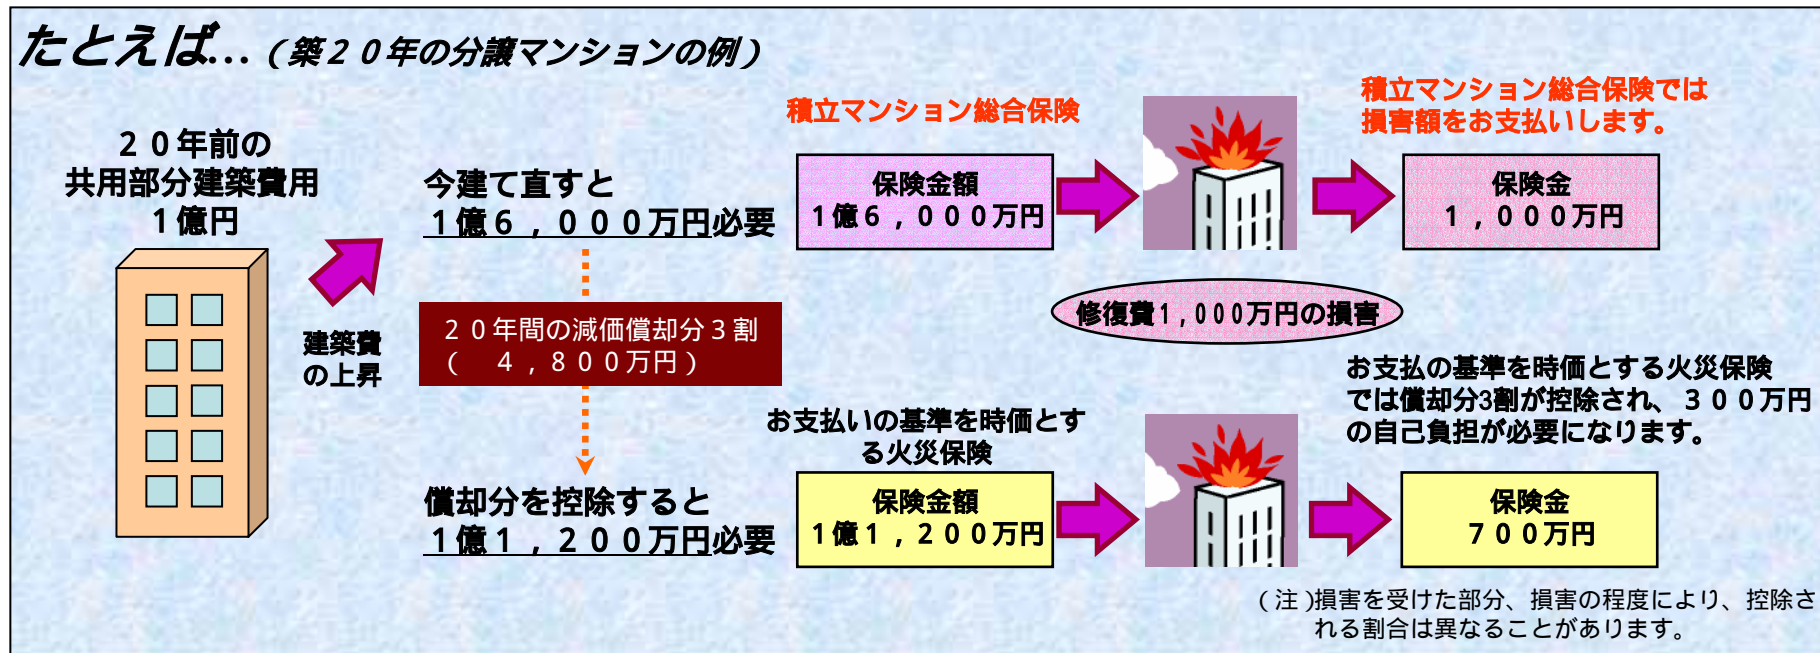 たとえば…（築２０年の分譲マンションの例）
２０年前の
共用部分建築費用
１億円
建築費
の上昇
今建て直すと
１億６，０００万円必要
２０年間の減価償却分３割
（　４，８００万円）
償却分を控除すると
１億１，２００万円必要
積立マンション総合保険
保険金額
１億６，０００万円
積立マンション総合保険では
損害額をお支払いします。
保険金
１，０００万円
修復費1,000万円の損害
お支払いの基準を時価とす
る火災保険
保険金額
１億１，２００万円
お支払の基準を時価とする火災保険
では償却分3割が控除され、３００万円
の自己負担が必要になります。
保険金
７００万円
（注）損害を受けた部分、損害の程度により、控除さ
れる割合は異なることがあります。